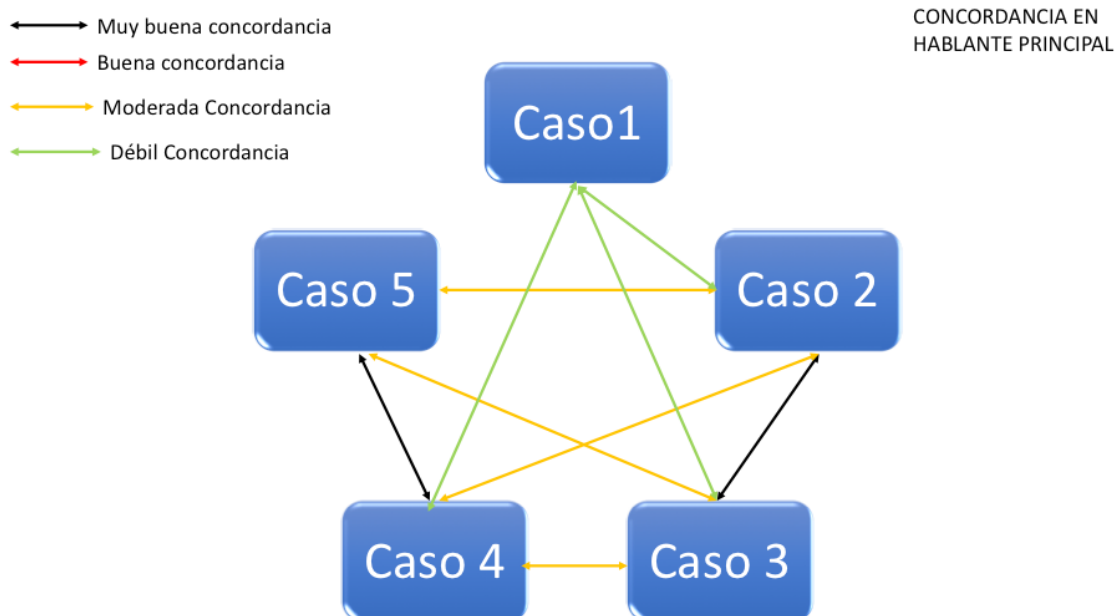 Muy buena concordancia
Buena concordancia
Moderada Concordancia
Débil Concordancia
CONCORDANCIA EN
HABLANTE PRINCIPAL
Caso1
Caso 5
Caso 2
Caso 4
Caso 3